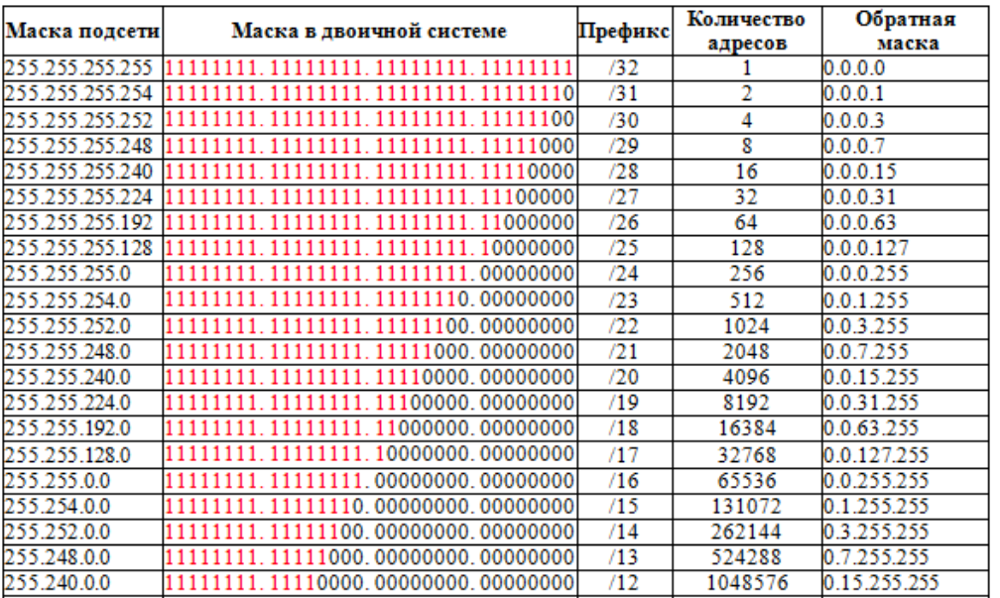 Маска подсети Маска в двоичной системе Префикс Количество адресов Обратная маска
255.255.255.255 11111111.11111111.11111111.11111111 /32 1 0.0.0.0
255.255.255.254 11111111.11111111.11111111.11111110 /31 2 0.0.0.1
255.255.255.252 11111111.11111111.11111111.11111100 /30 4 0.0.0.3
255.255.255.248 11111111.11111111.11111111.11111000 /29 8 0.0.0.7
255.255.255.240 11111111.11111111.11111111.11110000 /28 16 0.0.0.15
255.255.255.224 11111111.11111111.11111111.11100000 /27 32 0.0.0.31
255.255.255.192 11111111.11111111.11111111.11000000 /26 64 0.0.0.63
255.255.255.128 11111111.11111111.11111111.10000000 /25 128 0.0.0.127
255.255.255.0 11111111.11111111.11111111.00000000 /24 256 0.0.0.255
255.255.254.0 11111111.11111111.11111110.00000000 /23 512 0.0.1.255
255.255.252.0 11111111.11111111.11111100.00000000 /22 1024 0.0.3.255
255.255.248.0 11111111.11111111.11111000.00000000 /21 2048 0.0.7.255
255.255.240.0 11111111.11111111.11110000.00000000 /20 4096 0.0.15.255
255.255.224.0 11111111.11111111.11100000.00000000 /19 8192 0.0.31.255
255.255.192.0 11111111.11111111.11000000.00000000 /18 16384 0.0.63.255
255.255.128.0 11111111.11111111.10000000.00000000 /17 32768 0.0.127.255
255.255.0.0 11111111.11111111.00000000.00000000 /16 65536 0.0.255.255
255.254.0.0 11111111.11111110.00000000.00000000 /15 131072 0.1.255.255
255.252.0.0 11111111.11111100.00000000.00000000 /14 262144 0.3.255.255
255.248.0.0 11111111.11111000.00000000.00000000 /13 524288 0.7.255.255
255.240.0.0 11111111.11110000.00000000.00000000 /12 1048576 0.15.255.255